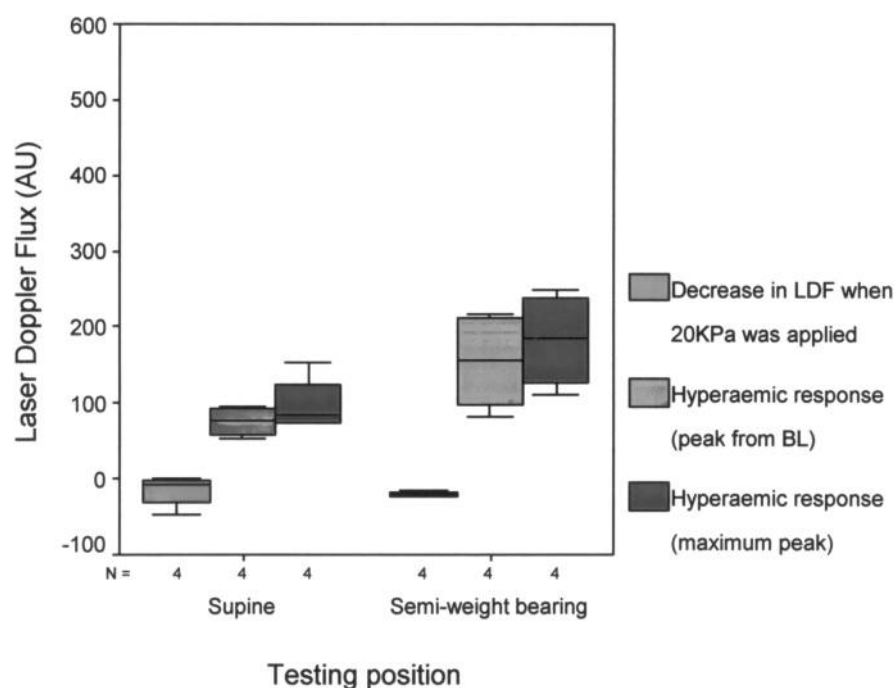 600
500
400
300
200
100
0
-100
Laser Doppler Flux (AU)
N = 4 4 4 4 4 4
Supine Semi-weight bearing
Testing position
Decrease in LDF when
20KPa was applied
Hyperaemic response
(peak from BL)
Hyperaemic response
(maximum peak)